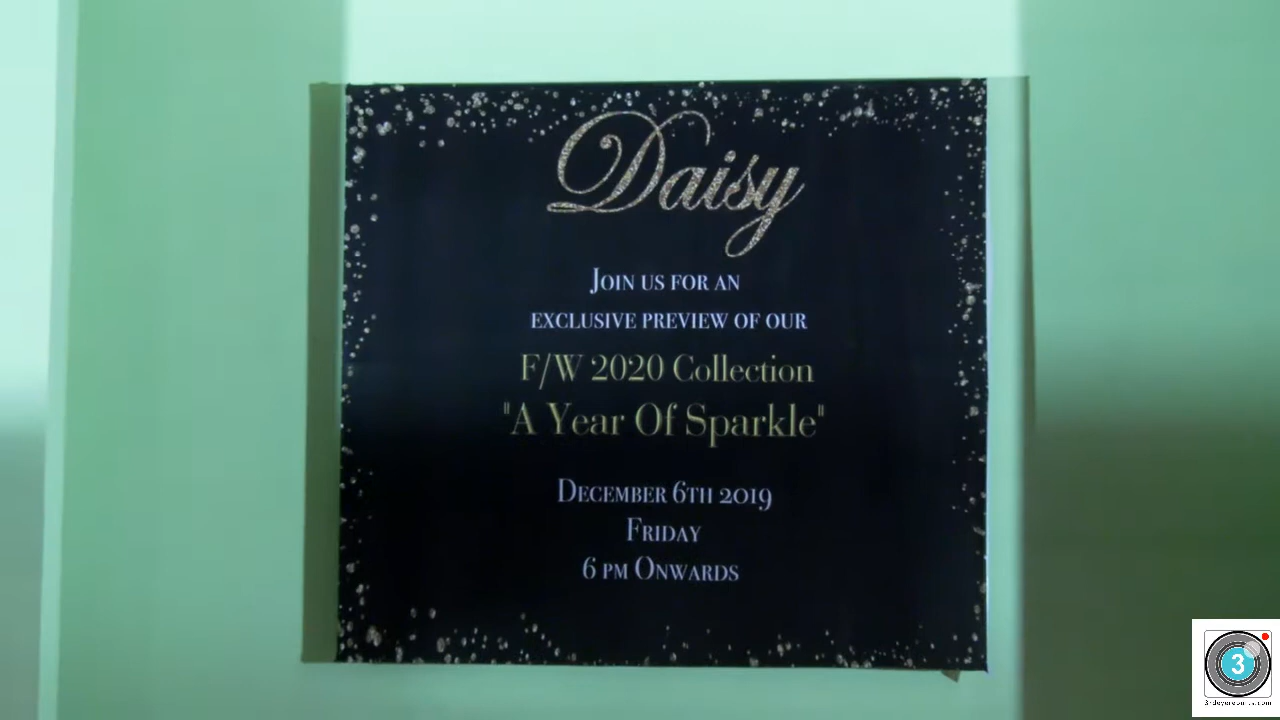 Daisy
Join us for an
exclusive preview of our
F/W 2020 Collection
"A Year Of Sparkle"
December 6th 2019
Friday
6 pm Onwards
3